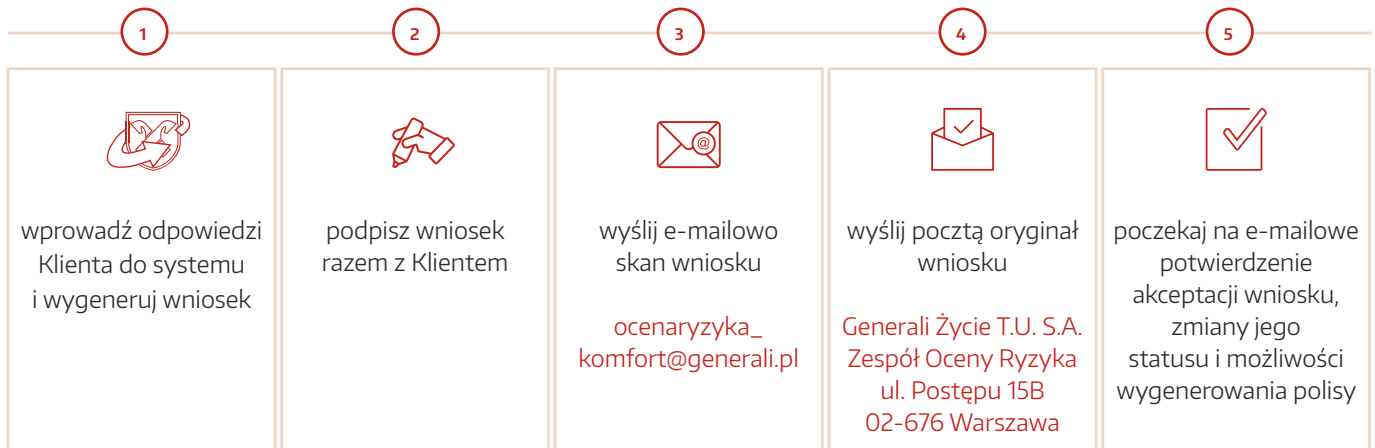 1
2
3
4
5
wprowadź odpowiedzi
Klienta do systemu
i wygeneruj wniosek
podpisz wniosek
razem z Klientem
@
wyślij e-mailowo
skan wniosku
ocenaryzyka_
komfort@generali.pl
wyślij pocztą oryginał
wniosku
Generali Życie T.U. S.A.
Zespół Oceny Ryzyka
ul. Postępu 15B
02-676 Warszawa
poczekaj na e-mailowe
potwierdzenie
akceptacji wniosku,
zmiany jego
statusu i możliwości
wygenerowania polisy